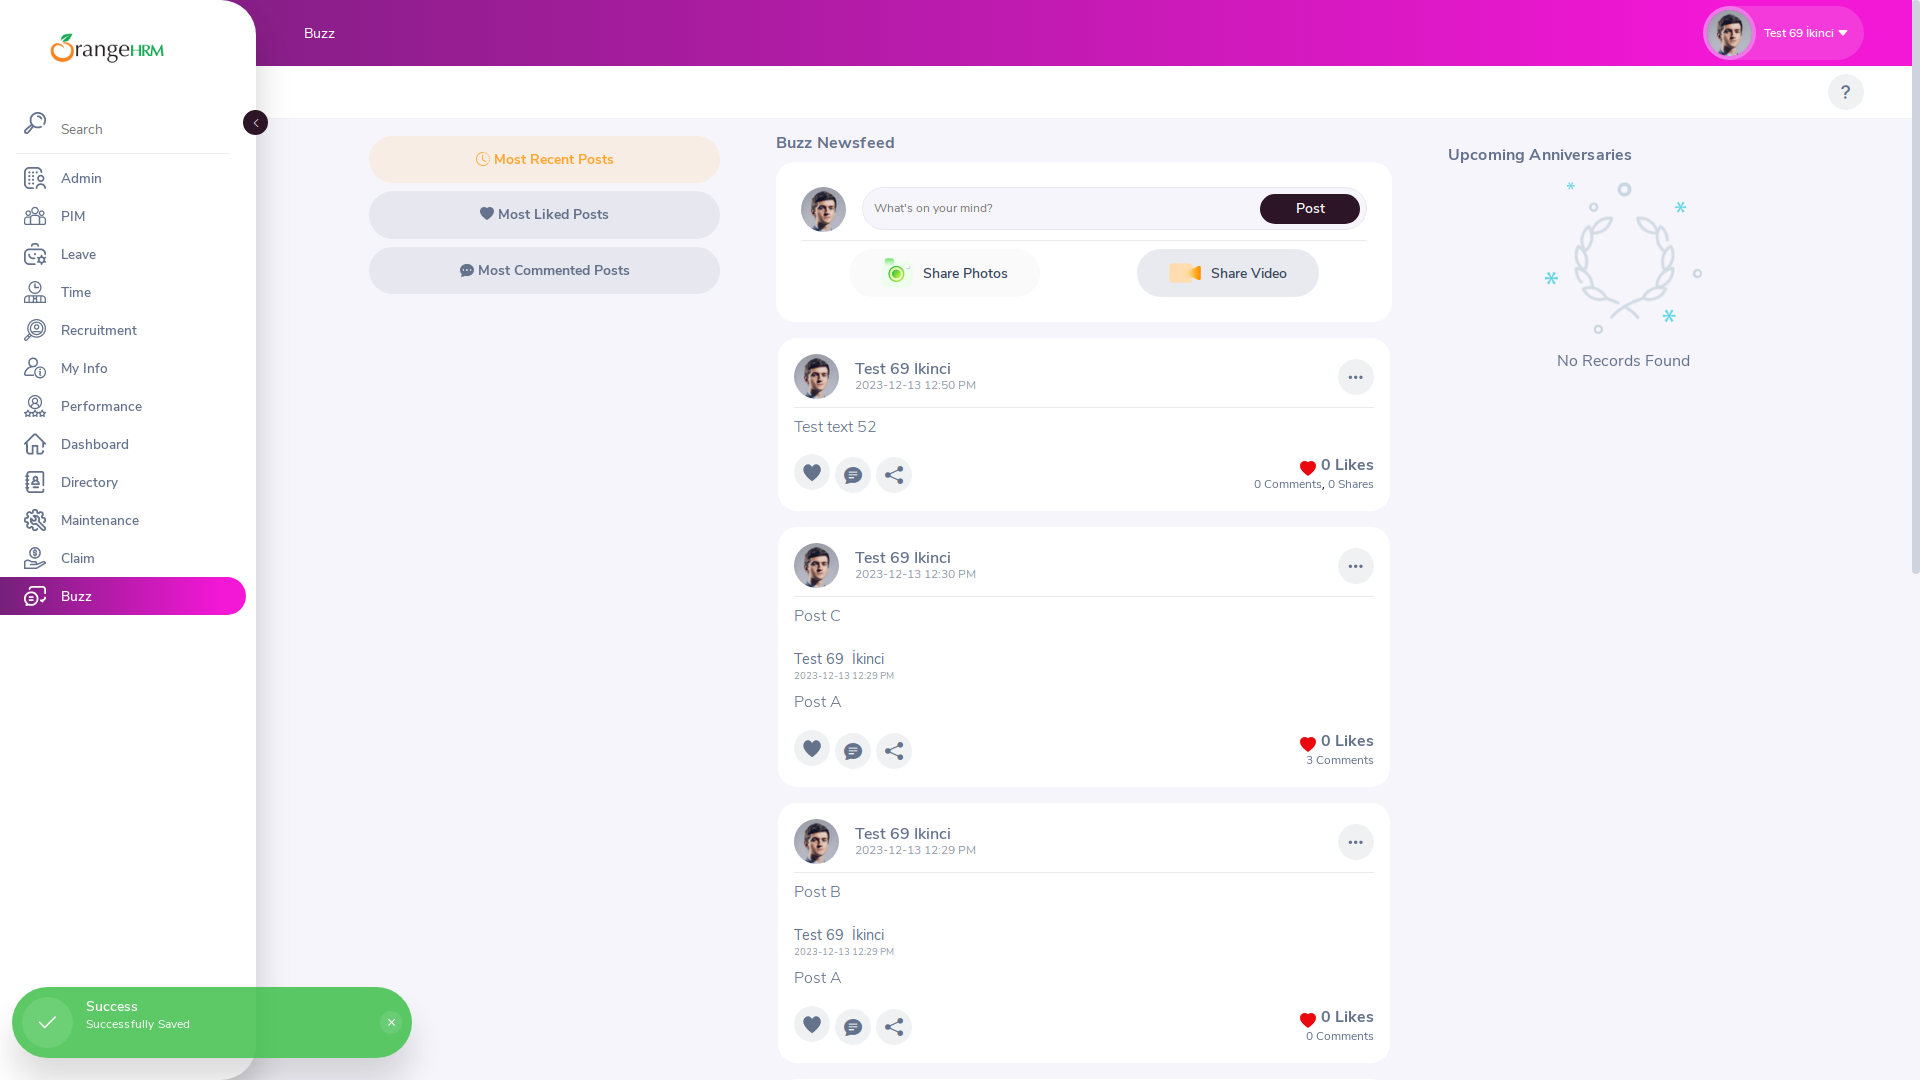 OrangeHRM
Search
Admin
PIM
Leave
Time
Recruitment
My Info
Performance
Dashboard
Directory
Maintenance
Claim
Buzz
Buzz
Test 69 İkinci
?
Most Recent Posts
Most Liked Posts
Most Commented Posts
Buzz Newsfeed
What's on your mind?
Post
Share Photos
Share Video
Test 69 Ikinci
2023-12-13 12:50 PM
Test text 52
0 Likes
0 Comments, 0 Shares
Test 69 Ikinci
2023-12-13 12:30 PM
Post C
Test 69  İkinci
2023-12-13 12:29 PM
Post A
0 Likes
3 Comments
Test 69 Ikinci
2023-12-13 12:29 PM
Post B
Test 69  İkinci
2023-12-13 12:29 PM
Post A
0 Likes
0 Comments
Upcoming Anniversaries
No Records Found
Success
Successfully Saved